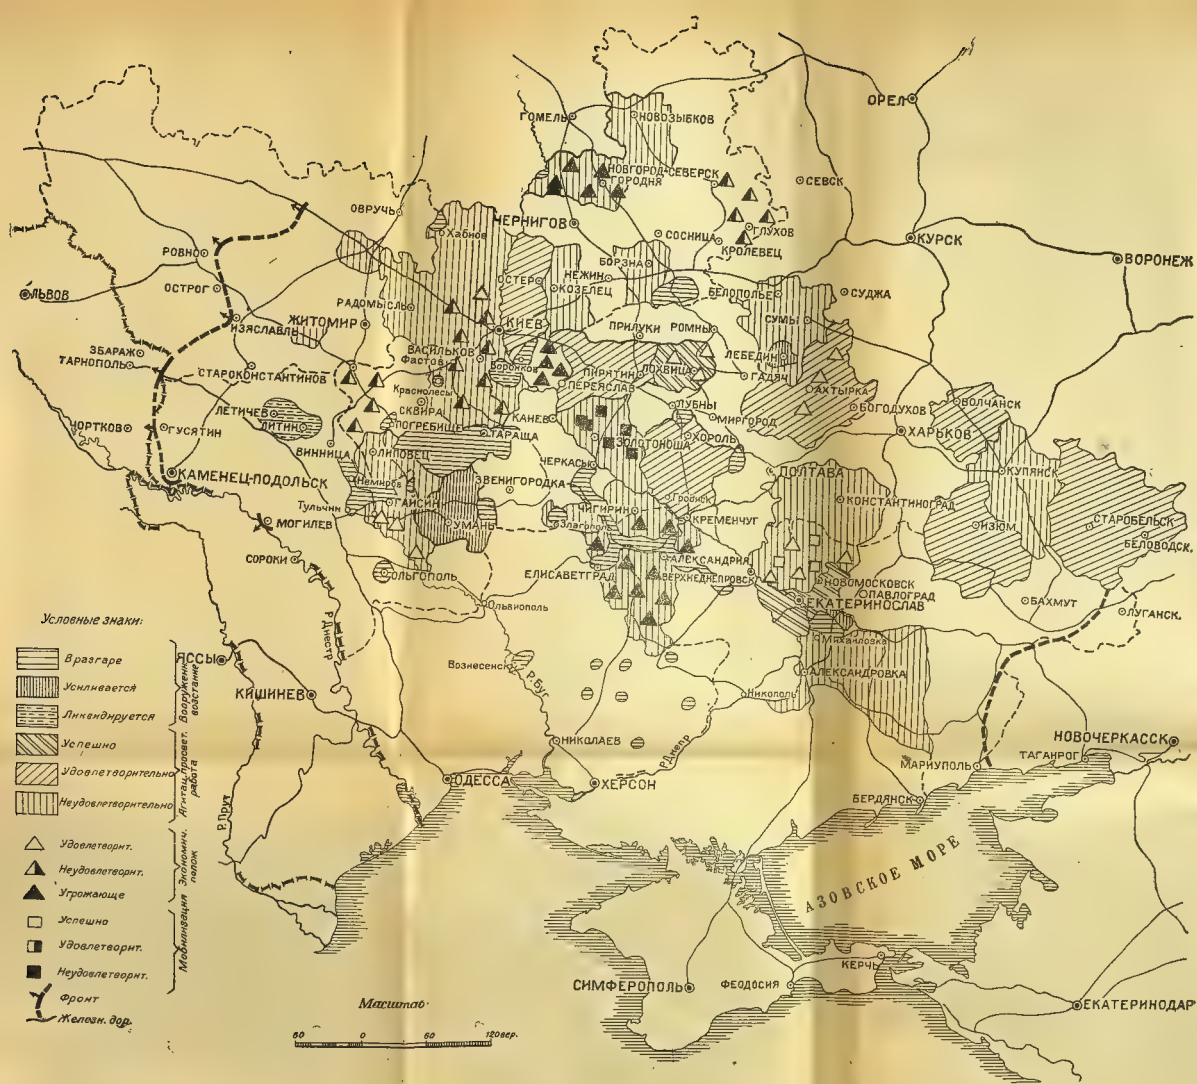 ОРЕЛ
ГОМЕЛЬ
НОВОЗЫБКОВ
НОВГОРОД-СЕВЕРСК
ГОРОДНЯ
СЕВСК
ОВРУЧЬ
Хабное
ЧЕРНИГОВ
СОСНИЦА
ГЛУХОВ
КРОЛЕВЕЦ
КУРСК
РОВНО
БОРЗНА
ВОРОНЕЖ
ОСТЕР
НЕЖИН
КОЗЕЛЕЦ
ЛЬВОВ
ОСТРОГ
РАДОМЫСЛЬ
БЕЛОПОЛЬЕ
СУДЖА
ИЗЯСЛАВЛЬ
ЖИТОМИР
КИЕВ
ПРИЛУКИ
РОМНЫ
СУМЫ
ЗБАРАЖ
ТАРНОПОЛЬ
ВАСИЛЬКОВ
Фастов
Воронков
ЛЕБЕДИН
СТАРОКОНСТАНТИНОВ
ПИРЯТИН
ЛОХВИЦА
ГАДЯЧ
ПЕРЕЯСЛАВ
Краснолесы
АХТЫРКА
ЛЕТИЧЕВ
СКВИРА
КАНЕВ
ЛУБНЫ
БОГОДУХОВ
ВОЛЧАНСК
МИРГОРОД
ЧОРТКОВ
ГУСЯТИН
ЛИТИН
ПОГРЕБИЩЕ
ТАРАЩА
ЗОЛОТОНОША
ХОРОЛЬ
ХАРЬКОВ
ВИННИЦА
ЛИПОВЕЦ
ЧЕРКАСЫ
КАМЕНЕЦ-ПОДОЛЬСК
Немиров
ЗВЕНИГОРОДКА
ПОЛТАВА
КУПЯНСК
Тульчин
ГАЙСИН
ЧИГИРИН
КОНСТАНТИНОГРАД
МОГИЛЕВ
УМАНЬ
Златополь
КРЕМЕНЧУГ
ИЗЮМ
СТАРОБЕЛЬСК
БЕЛОВОДСК.
СОРОКИ
ОЛЬГОПОЛЬ
ЕЛИСАВЕТГРАД
АЛЕКСАНДРИЯ
ВЕРХНЕДНЕПРОВСК
НОВОМОСКОВСК
ПАВЛОГРАД
ЕКАТЕРИНОСЛАВ
БАХМУТ
ЛУГАНСК.
Ольвиополь
Р. Днестр
Михайловка
Вознесенск
Р. Буг
АЛЕКСАНДРОВКА
Никополь
ЯССЫ
КИШИНЕВ
НИКОЛАЕВ
р. Днепр
НОВОЧЕРКАССК
ТАГАНРОГ
МАРИУПОЛЬ
ОДЕССА
ХЕРСОН
БЕРДЯНСК
Р. Прут
АЗОВСКОЕ МОРЕ
КЕРЧЬ
СИМФЕРОПОЛЬ
ФЕОДОСИЯ
ЕКАТЕРИНОДАР
Условные знаки:
В разгаре
Усиливается
Ликвидируется
Вооруженн. восстание
Успешно
Удовлетворительно
Неудовлетворительно
Агитац. просвет. работа
Удовлетворит.
Неудовлетворит.
Угрожающе
Экономич. полож
Успешно
Удовлетворит.
Неудовлетворит.
Мобилизация
Фронт
Железн. дор.
Масштаб
60 0 60 120 вер.